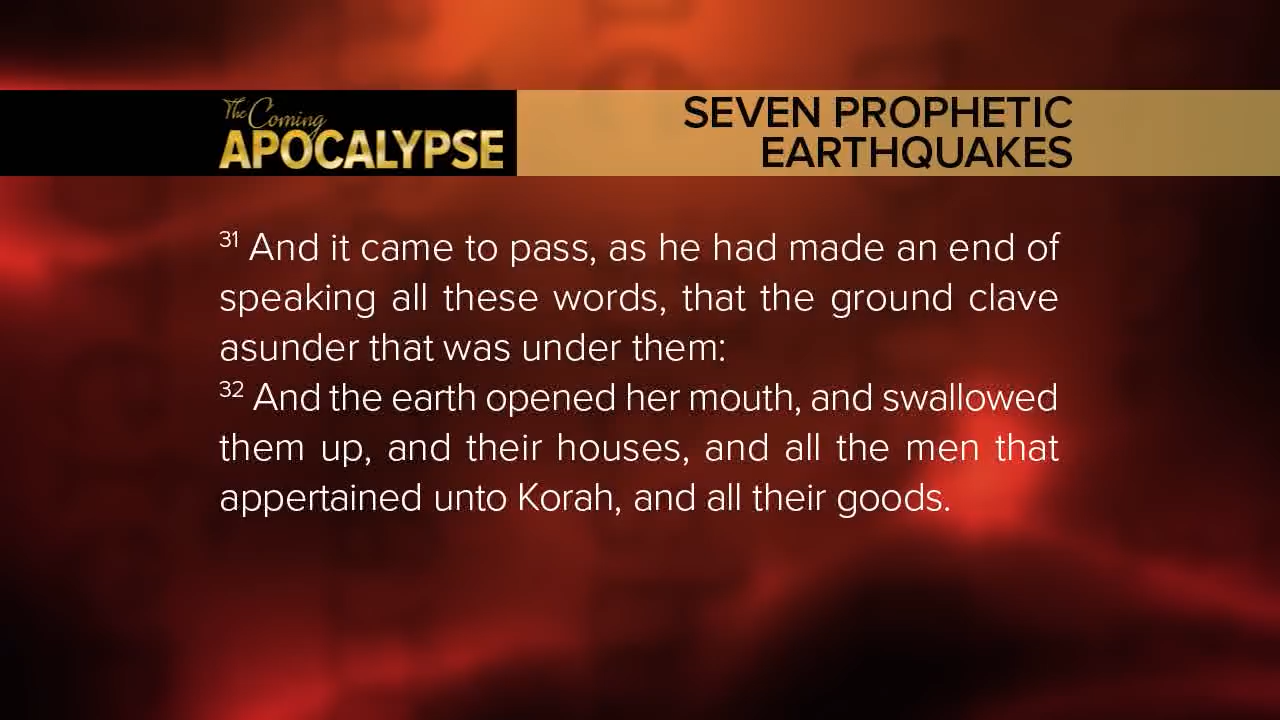 The Coming
APOCALYPSE
SEVEN PROPHETIC
EARTHQUAKES
31 And it came to pass, as he had made an end of
speaking all these words, that the ground clave
asunder that was under them:
32 And the earth opened her mouth, and swallowed
them up, and their houses, and all the men that
appertained unto Korah, and all their goods.